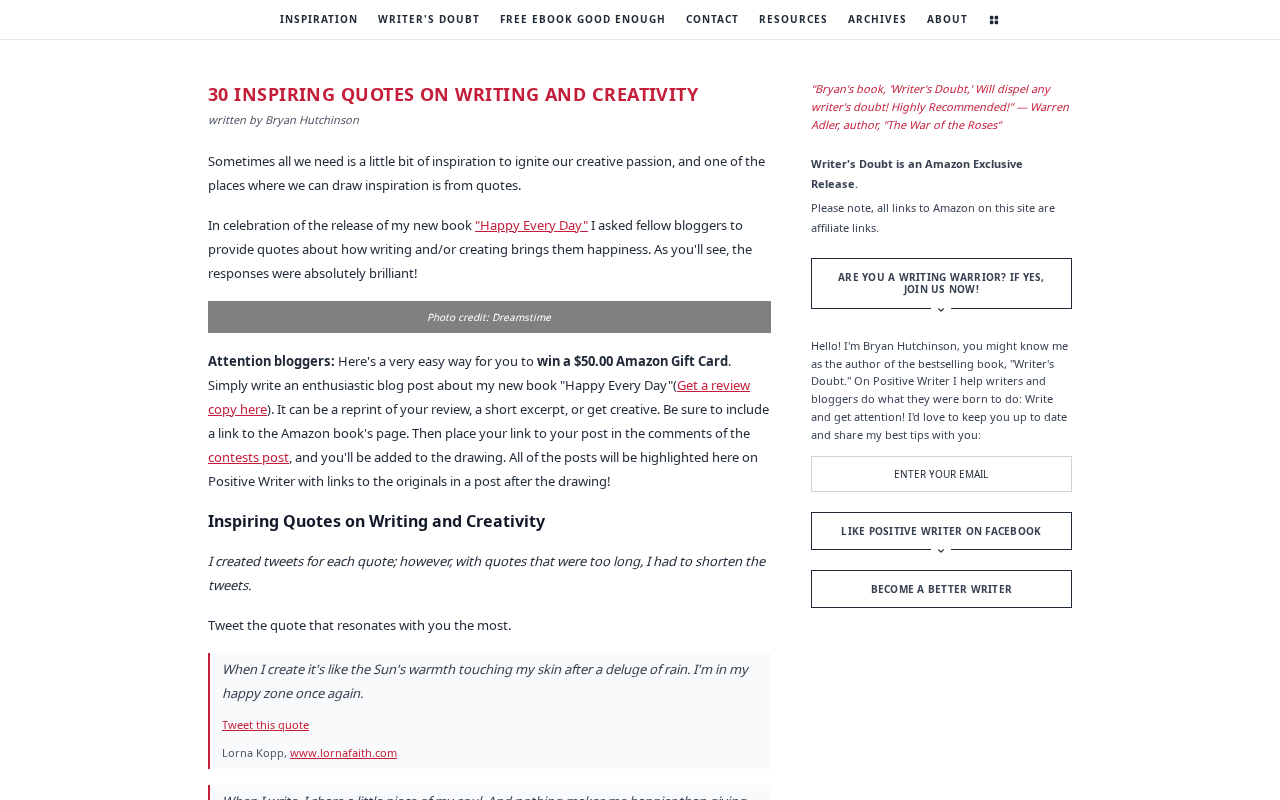 INSPIRATION WRITER'S DOUBT FREE EBOOK GOOD ENOUGH CONTACT RESOURCES ARCHIVES ABOUT
30 INSPIRING QUOTES ON WRITING AND CREATIVITY
written by Bryan Hutchinson
Sometimes all we need is a little bit of inspiration to ignite our creative passion, and one of the
places where we can draw inspiration is from quotes.
In celebration of the release of my new book "Happy Every Day" I asked fellow bloggers to
provide quotes about how writing and/or creating brings them happiness. As you'll see, the
responses were absolutely brilliant!
Photo credit: Dreamstime
Attention bloggers: Here's a very easy way for you to win a $50.00 Amazon Gift Card.
Simply write an enthusiastic blog post about my new book "Happy Every Day"(Get a review
copy here). It can be a reprint of your review, a short excerpt, or get creative. Be sure to include
a link to the Amazon book's page. Then place your link to your post in the comments of the
contests post, and you'll be added to the drawing. All of the posts will be highlighted here on
Positive Writer with links to the originals in a post after the drawing!
Inspiring Quotes on Writing and Creativity
I created tweets for each quote; however, with quotes that were too long, I had to shorten the
tweets.
Tweet the quote that resonates with you the most.
When I create it's like the Sun's warmth touching my skin after a deluge of rain. I'm in my
happy zone once again.
Tweet this quote
Lorna Kopp, www.lornafaith.com
When I write, I share a little piece of my soul. And nothing makes me happier than giving
"Bryan's book, 'Writer's Doubt,' Will dispel any
writer's doubt! Highly Recommended!" — Warren
Adler, author, "The War of the Roses"
Writer's Doubt is an Amazon Exclusive
Release.
Please note, all links to Amazon on this site are
affiliate links.
ARE YOU A WRITING WARRIOR? IF YES,
JOIN US NOW!
Hello! I'm Bryan Hutchinson, you might know me
as the author of the bestselling book, "Writer's
Doubt." On Positive Writer I help writers and
bloggers do what they were born to do: Write
and get attention! I'd love to keep you up to date
and share my best tips with you:
ENTER YOUR EMAIL
LIKE POSITIVE WRITER ON FACEBOOK
BECOME A BETTER WRITER